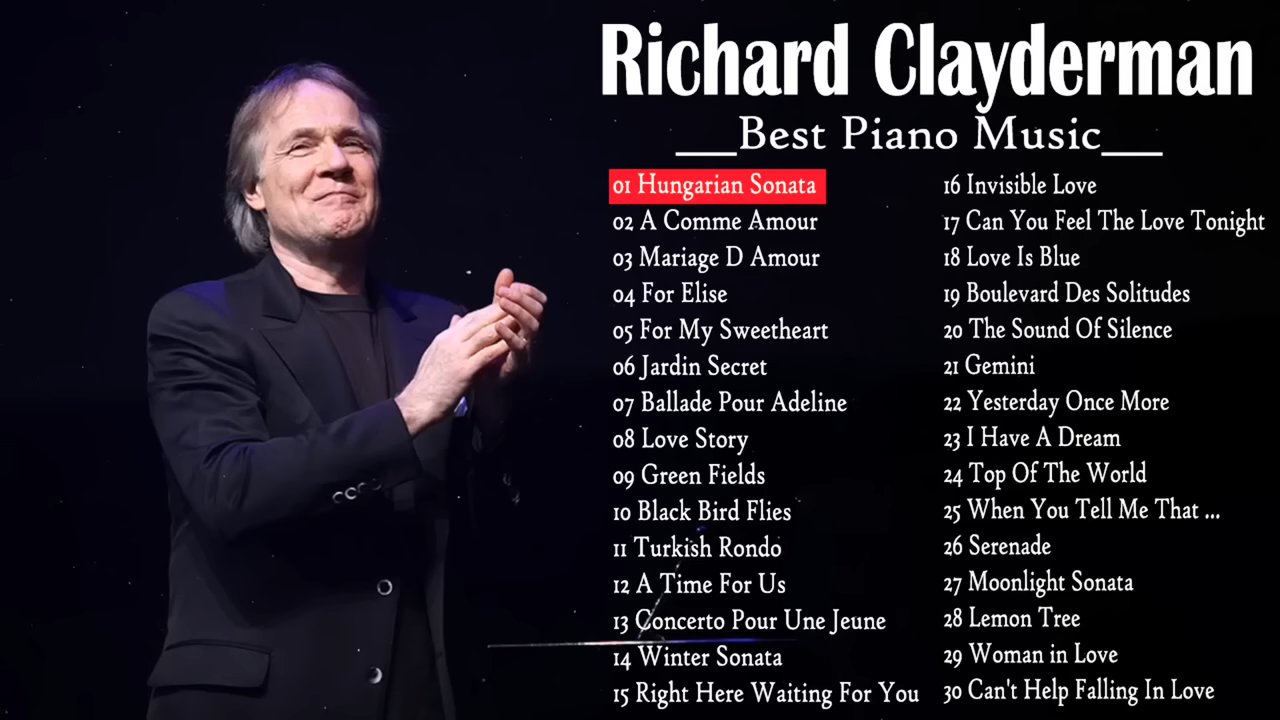 Richard Clayderman
__Best Piano Music__
01 Hungarian Sonata
02 A Comme Amour
03 Mariage D Amour
04 For Elise
05 For My Sweetheart
06 Jardin Secret
07 Ballade Pour Adeline
08 Love Story
09 Green Fields
10 Black Bird Flies
11 Turkish Rondo
12 A Time For Us
13 Concerto Pour Une Jeune
14 Winter Sonata
15 Right Here Waiting For You
16 Invisible Love
17 Can You Feel The Love Tonight
18 Love Is Blue
19 Boulevard Des Solitudes
20 The Sound Of Silence
21 Gemini
22 Yesterday Once More
23 I Have A Dream
24 Top Of The World
25 When You Tell Me That ...
26 Serenade
27 Moonlight Sonata
28 Lemon Tree
29 Woman in Love
30 Can't Help Falling In Love